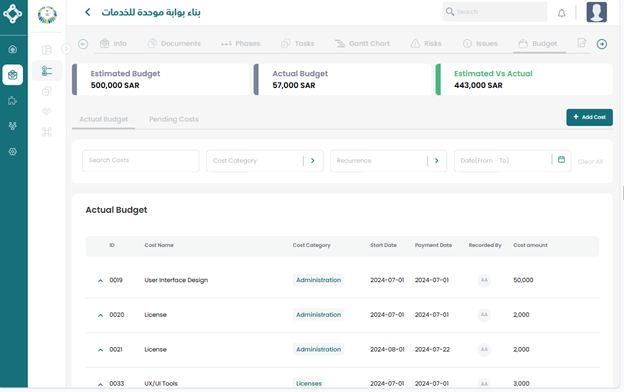 بناء بوابة موحدة للخدمات
Search
Info
Documents
Phases
Tasks
Gantt Chart
Risks
Issues
Budget
Estimated Budget
500,000 SAR
Actual Budget
57,000 SAR
Estimated Vs Actual
443,000 SAR
Actual Budget
Pending Costs
+ Add Cost
Search Costs
Cost Category
Recurrence
Date(From - To)
Clear All
Actual Budget
ID Cost Name Cost Category Start Date Payment Date Recorded By Cost amount
0019 User Interface Design Administration 2024-07-01 2024-07-01 AA 50,000
0020 License Administration 2024-07-01 2024-07-01 AA 2,000
0021 License Administration 2024-08-01 2024-07-22 AA 2,000
0033 UX/UI Tools Licenses 2024-07-01 2024-07-01 AA 3,000